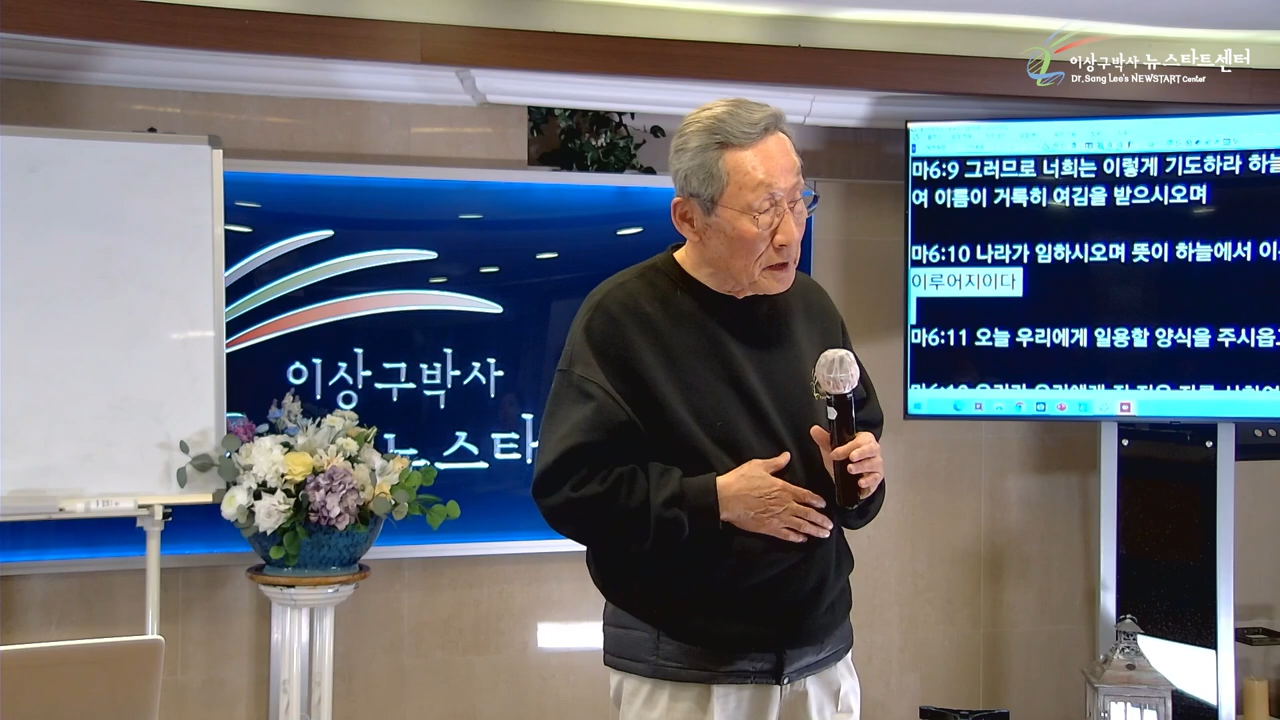 이상구박사 뉴스타트센터
Dr. Sang Lee's NEWSTART Center
마6:9 그러므로 너희는 이렇게 기도하라 하늘
여 이름이 거룩히 여김을 받으시오며
마6:10 나라가 임하시오며 뜻이 하늘에서 이
이루어지이다
마6:11 오늘 우리에게 일용할 양식을 주시옵
이상구박사
뉴스타